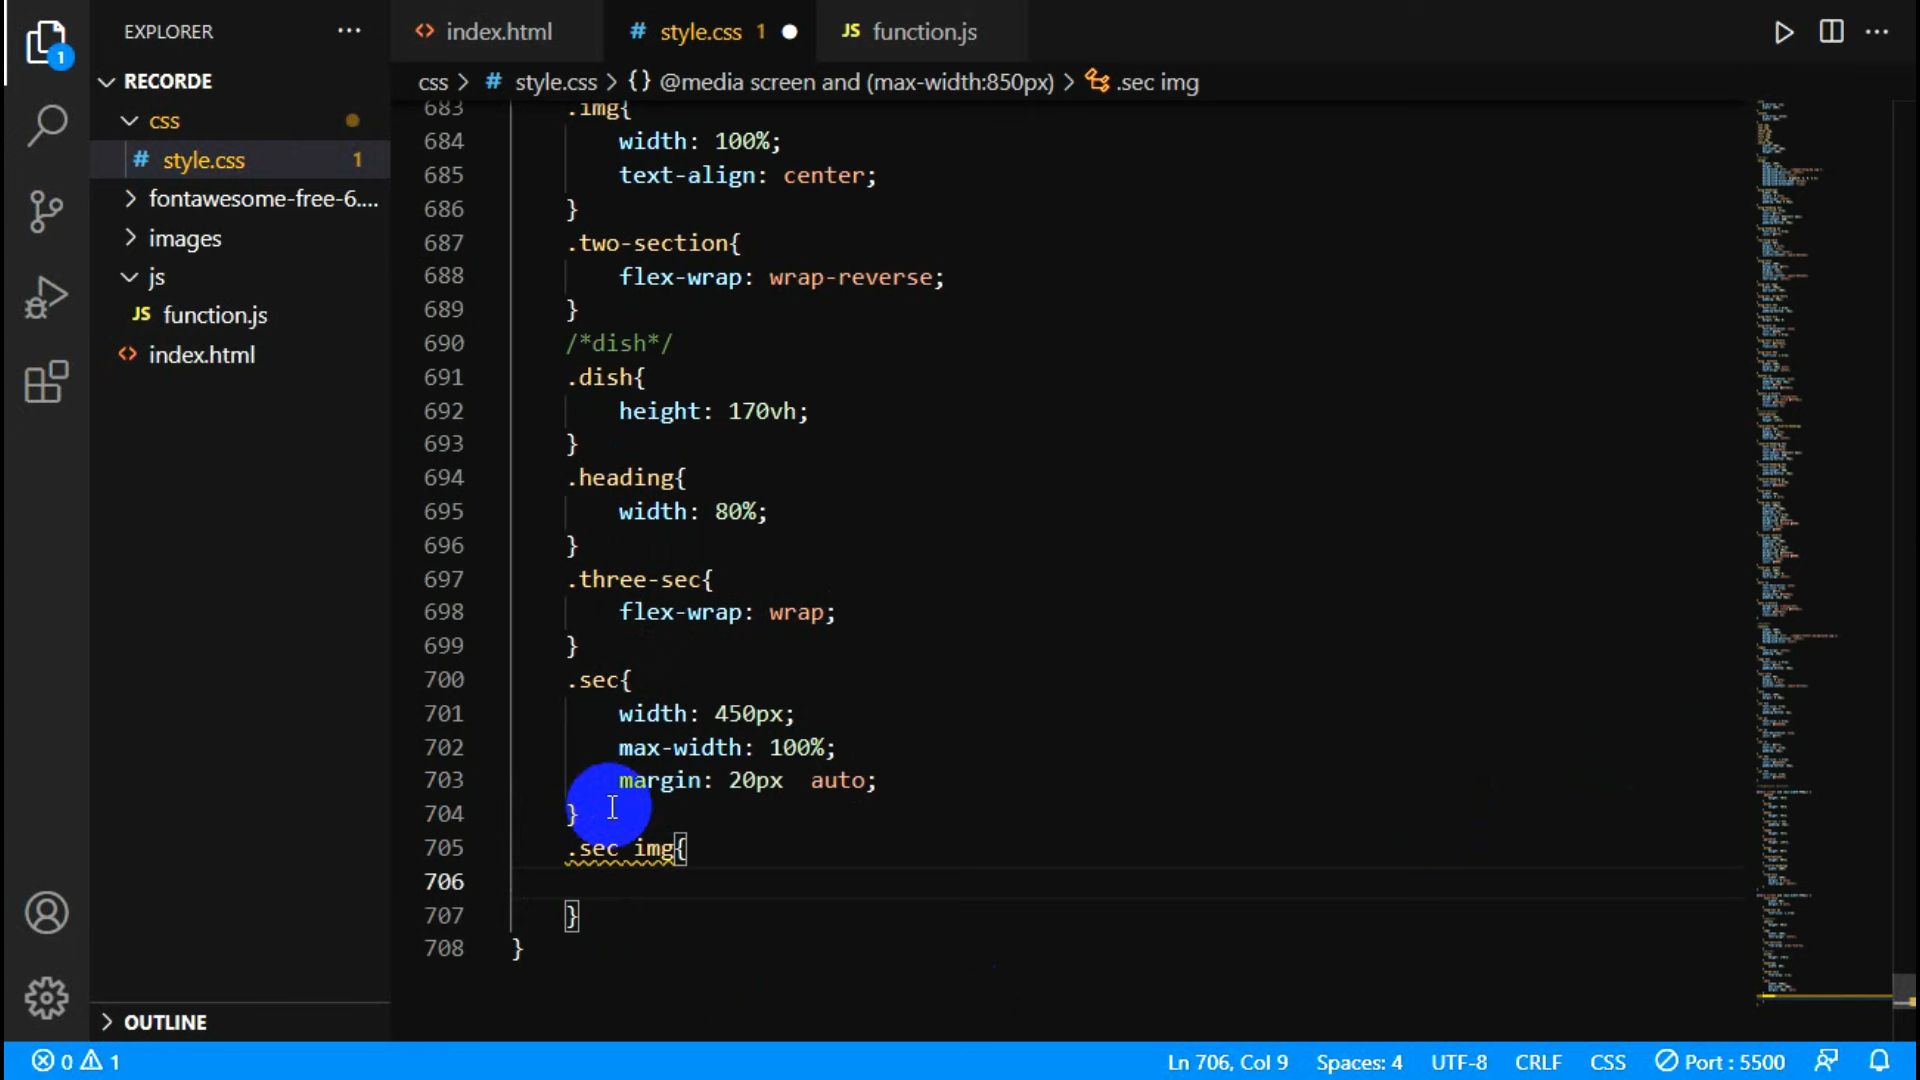 EXPLORER
index.html
# style.css 1
JS function.js
RECORDE
css > # style.css > {} @media screen and (max-width:850px) > .sec img
css
# style.css 1
fontawesome-free-6....
images
js
JS function.js
index.html
1
683 .img{
684 width: 100%;
685 text-align: center;
686 }
687 .two-section{
688 flex-wrap: wrap-reverse;
689 }
690 /*dish*/
691 .dish{
692 height: 170vh;
693 }
694 .heading{
695 width: 80%;
696 }
697 .three-sec{
698 flex-wrap: wrap;
699 }
700 .sec{
701 width: 450px;
702 max-width: 100%;
703 margin: 20px  auto;
704 }
705 .sec img{
706
707 }
708 }
OUTLINE
0 1
Ln 706, Col 9 Spaces: 4 UTF-8 CRLF CSS Port : 5500